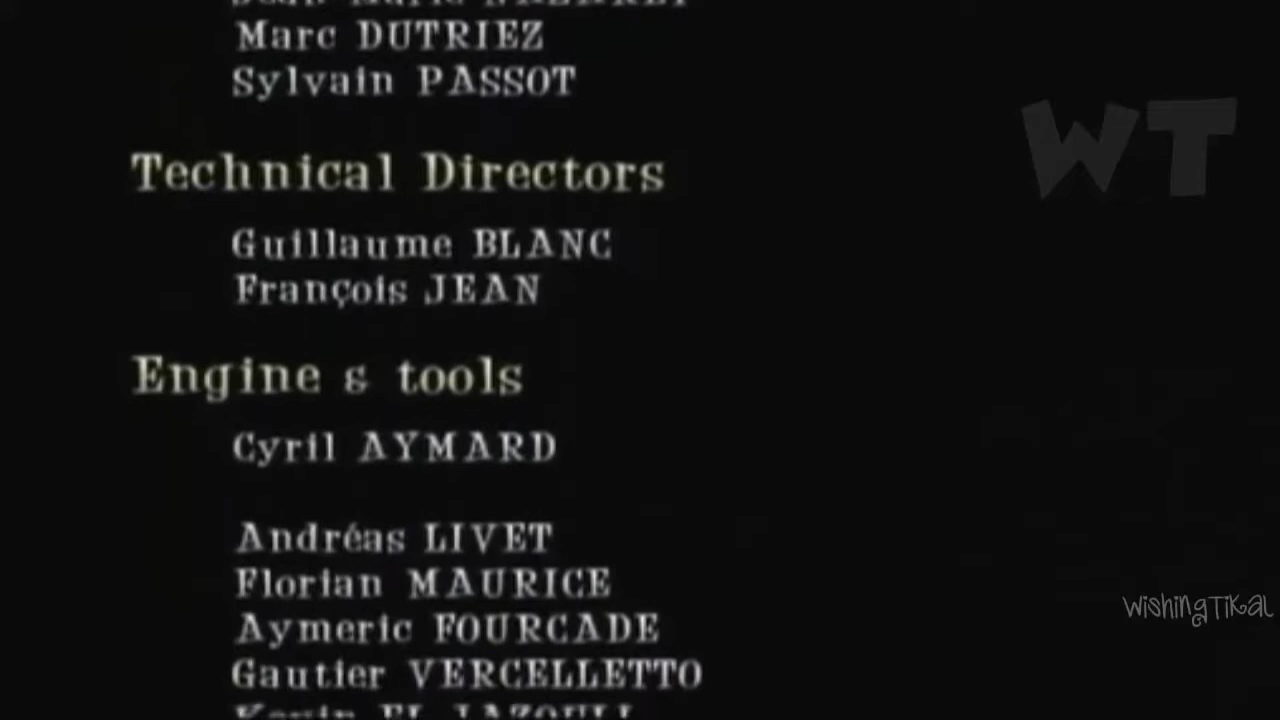 Marc DUTRIEZ
Sylvain PASSOT
WT
Technical Directors
Guillaume BLANC
François JEAN
Engine & tools
Cyril AYMARD
Andréas LIVET
Florian MAURICE
WishingTikal
Aymeric FOURCADE
Gautier VERCELLETTO